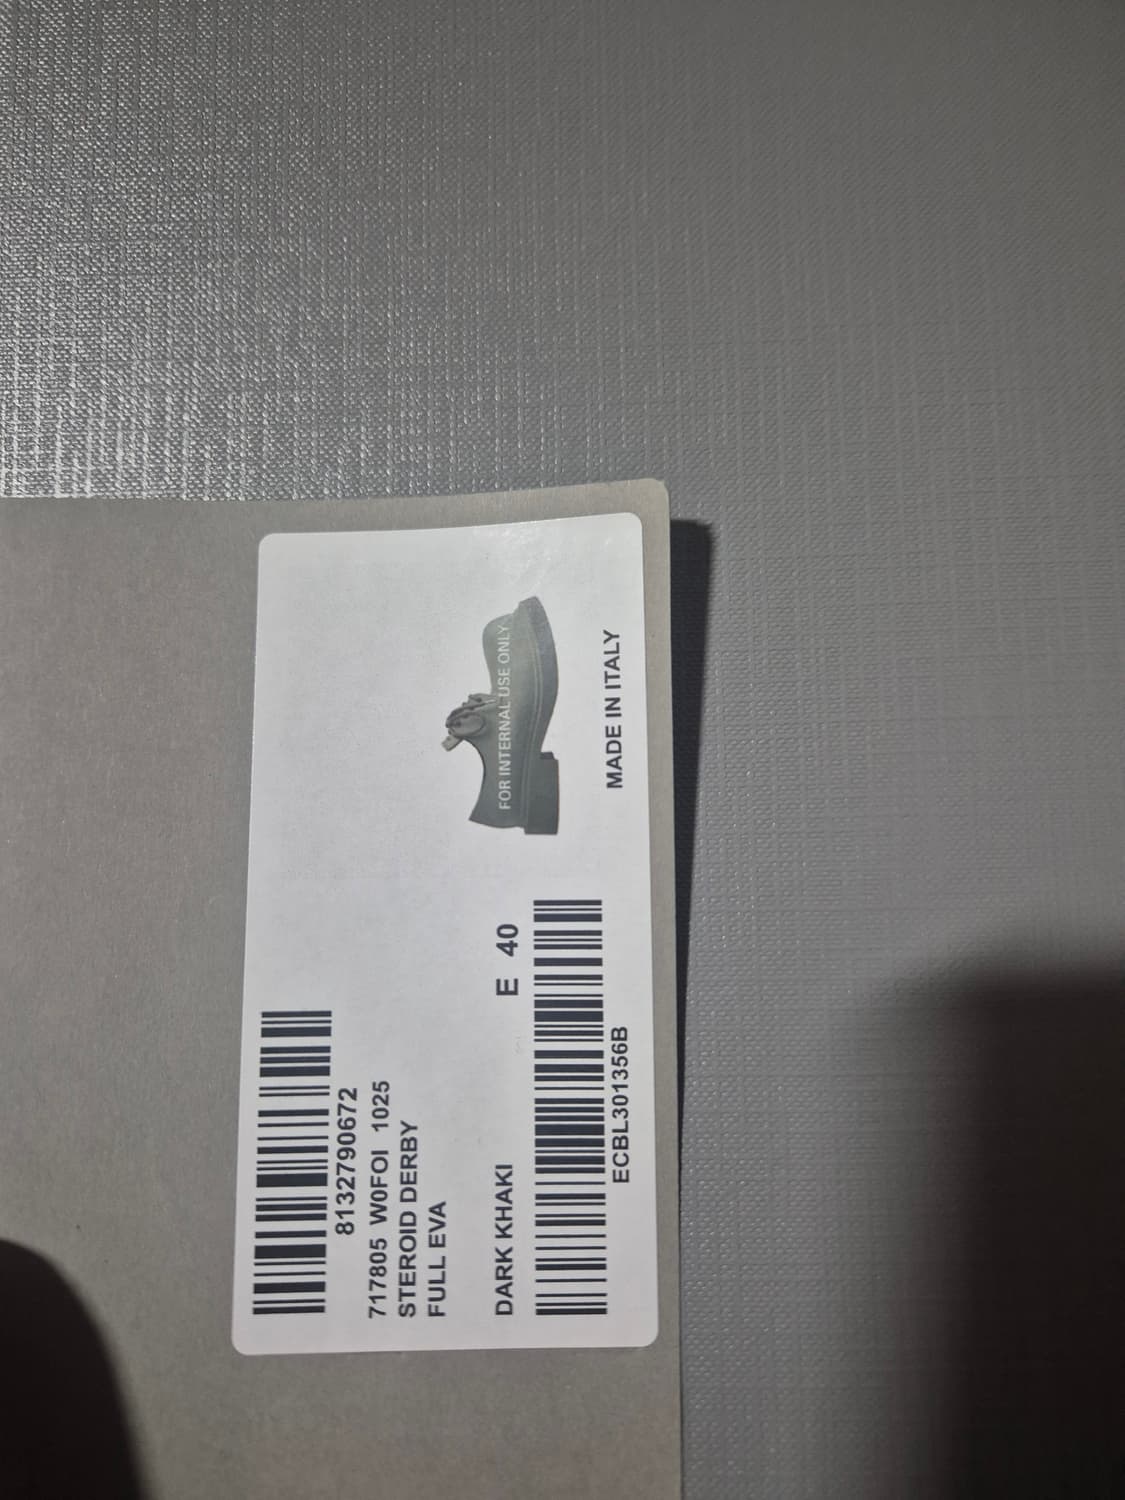 8132790672
717805 W0FOI 1025
STEROID DERBY
FULL EVA
DARK KHAKI E 40
ECBL301356B
FOR INTERNAL USE ONLY
MADE IN ITALY